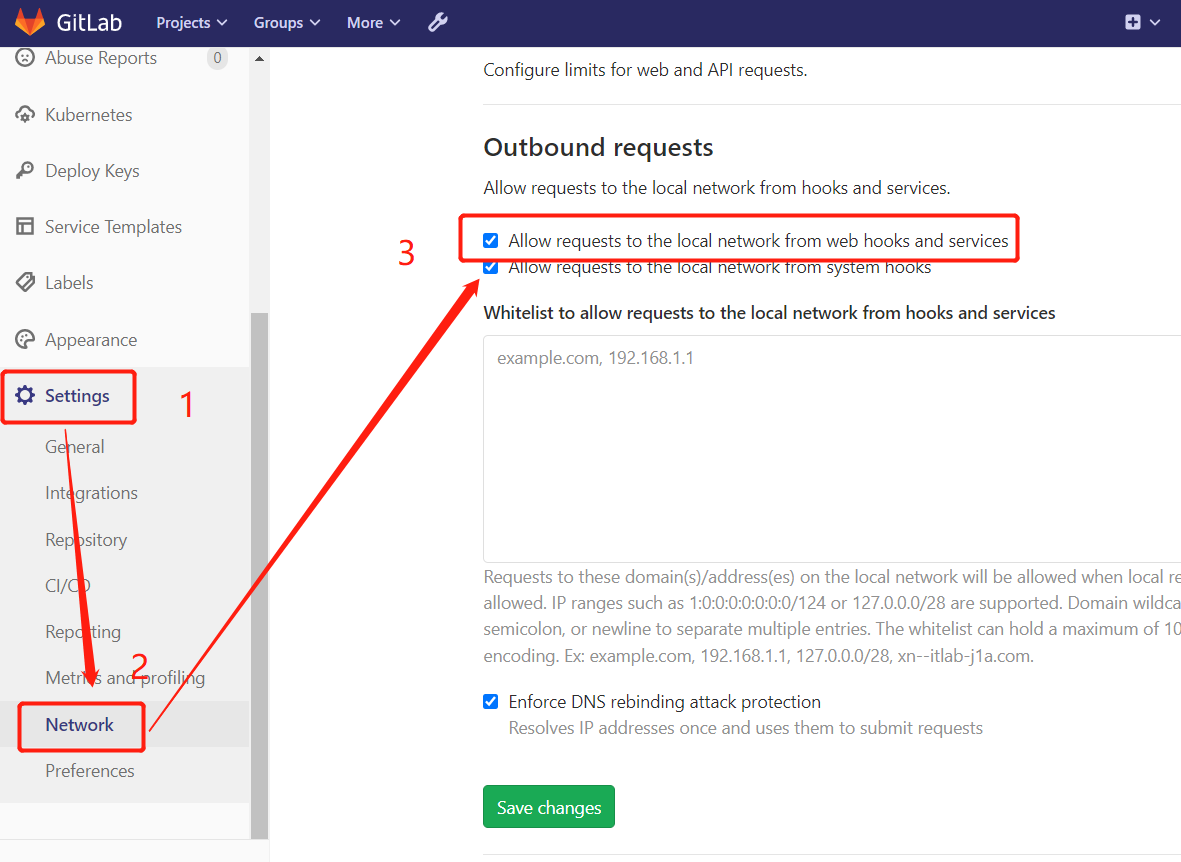 GitLab
Projects
Groups
More
Abuse Reports
0
Kubernetes
Deploy Keys
Service Templates
Labels
Appearance
Settings
1
General
Integrations
Repository
CI/CD
Reporting
2
Metrics and profiling
Network
Preferences
Configure limits for web and API requests.
Outbound requests
Allow requests to the local network from hooks and services.
3
Allow requests to the local network from web hooks and services
Allow requests to the local network from system hooks
Whitelist to allow requests to the local network from hooks and services
example.com, 192.168.1.1
Requests to these domain(s)/address(es) on the local network will be allowed when local re
allowed. IP ranges such as 1:0:0:0:0:0:0:0/124 or 127.0.0.0/28 are supported. Domain wildca
semicolon, or newline to separate multiple entries. The whitelist can hold a maximum of 10
encoding. Ex: example.com, 192.168.1.1, 127.0.0.0/28, xn--itlab-j1a.com.
Enforce DNS rebinding attack protection
Resolves IP addresses once and uses them to submit requests
Save changes